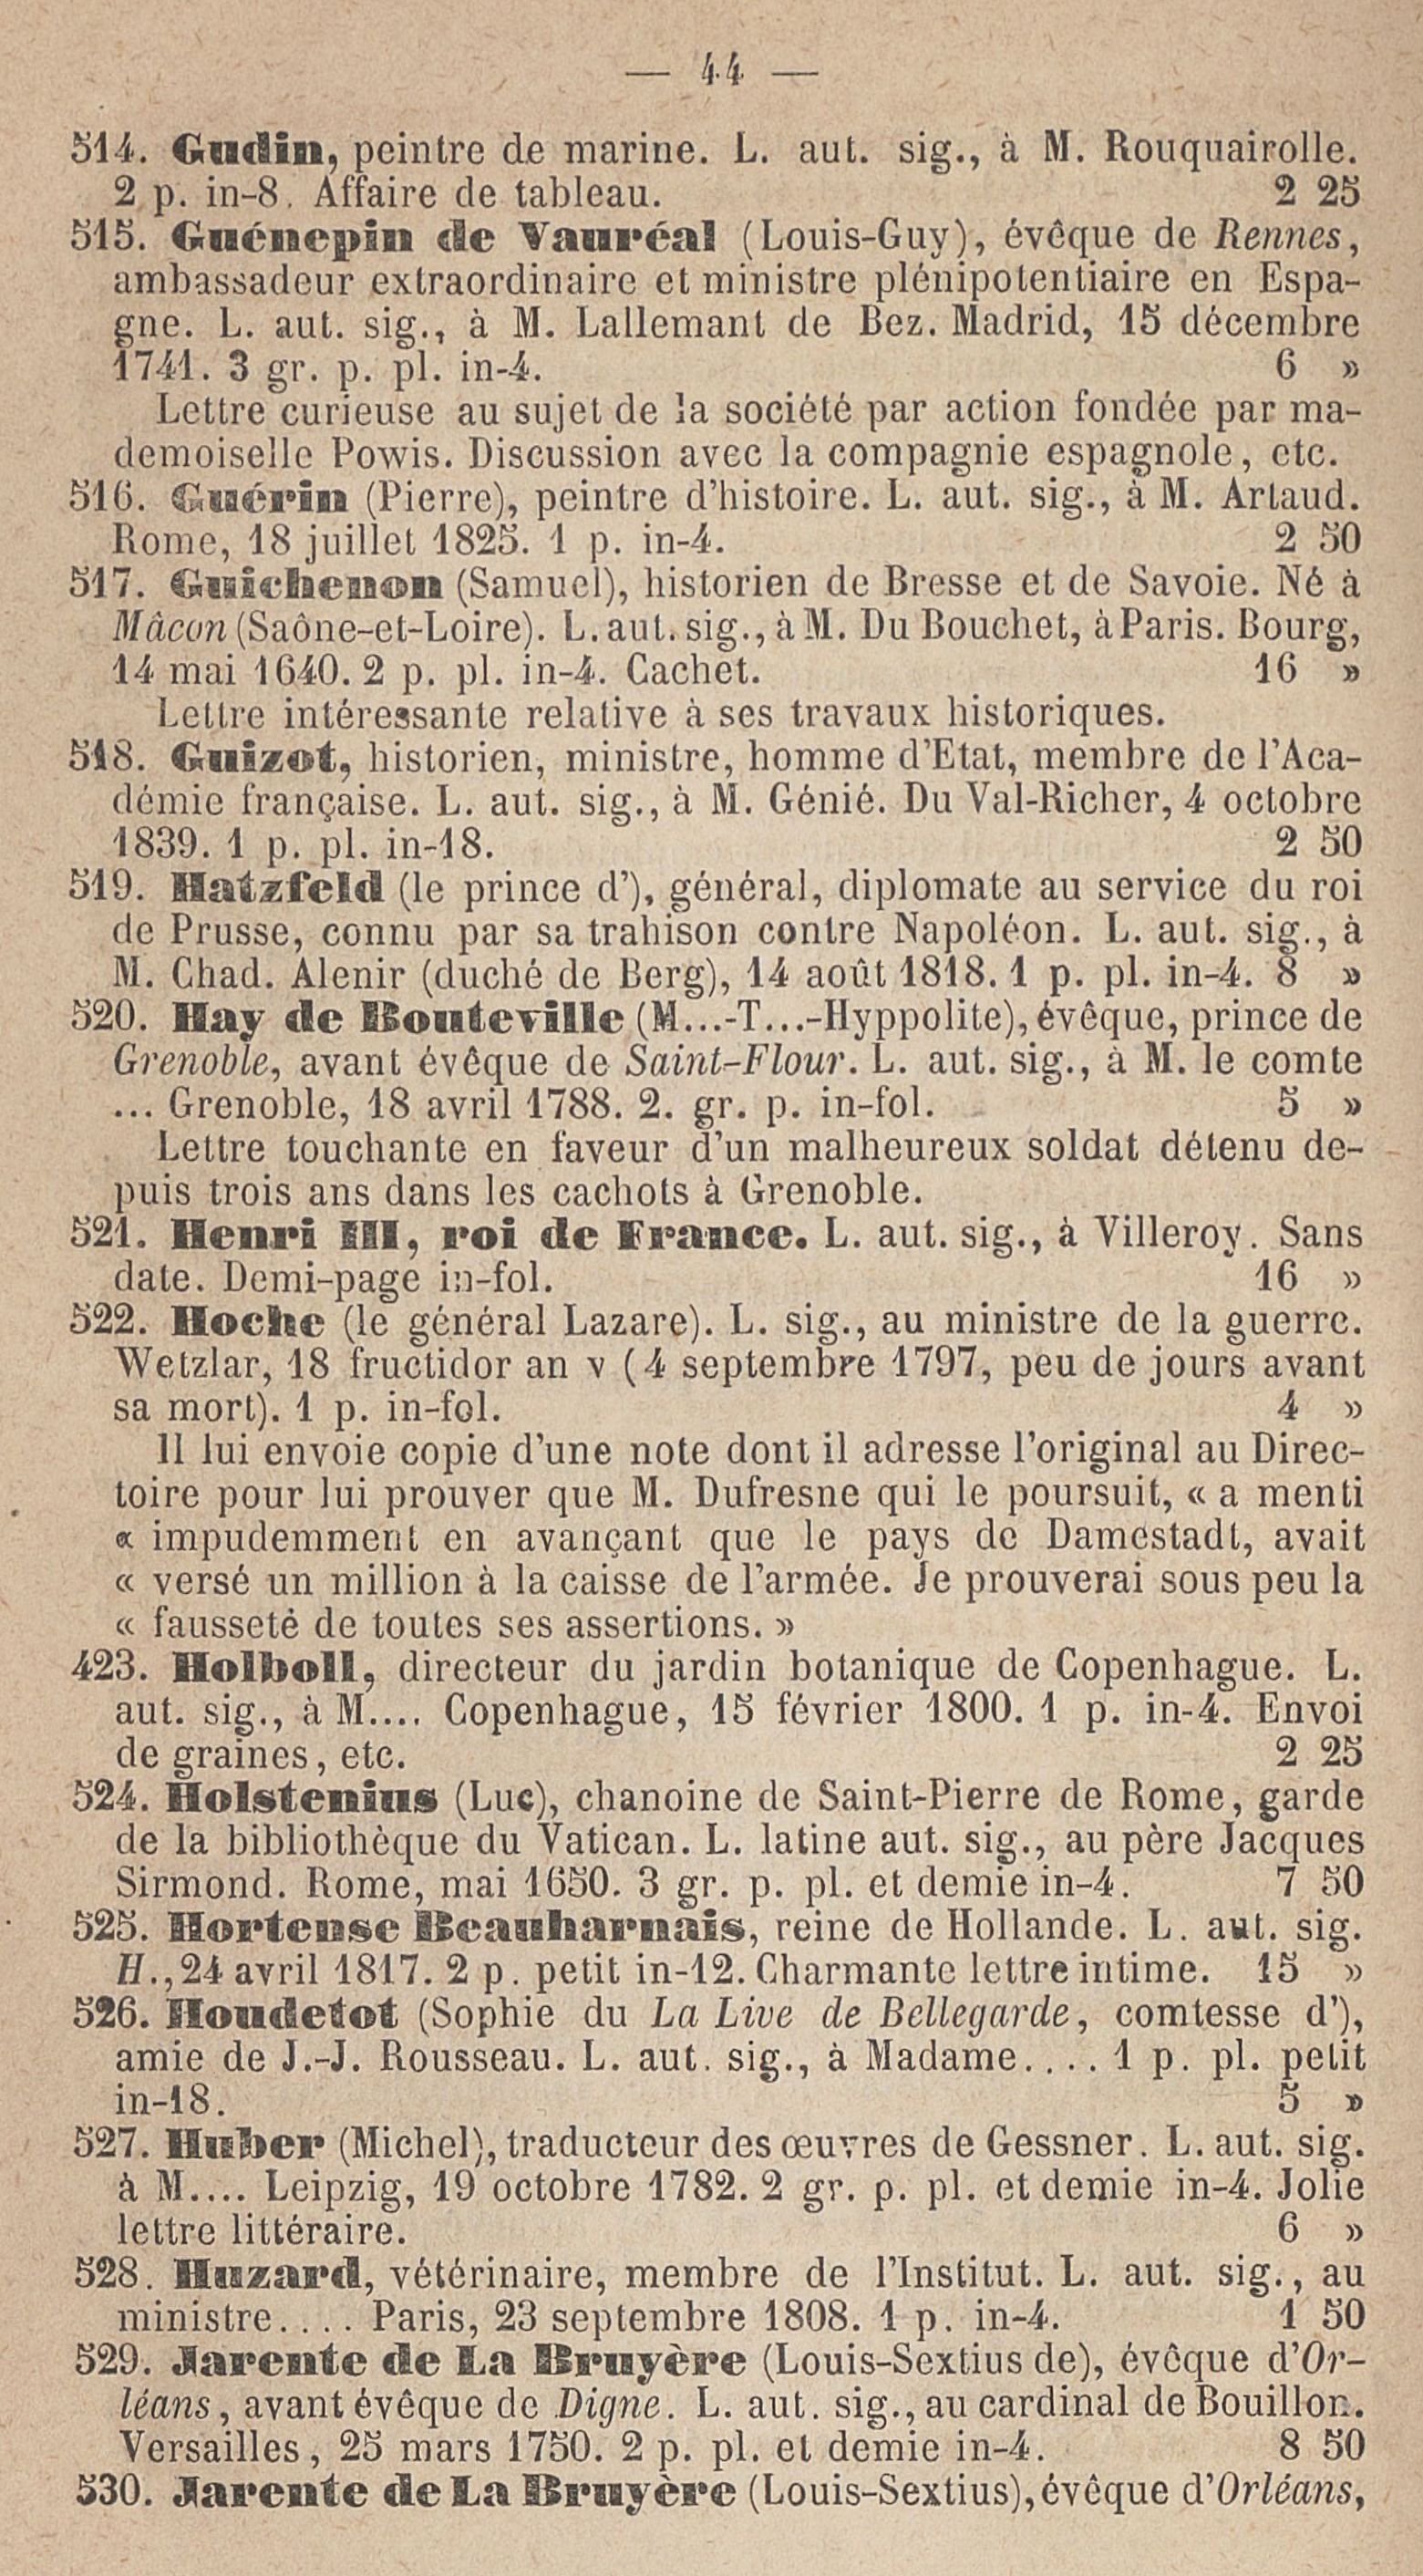 — 44 —
514. Gudin, peintre de marine. L. aut. sig., à M. Rouquairolle.
2 p. in-8. Affaire de tableau. 2 25
515. Guénepin de Vauréal (Louis-Guy), évêque de Rennes,
ambassadeur extraordinaire et ministre plénipotentiaire en Espa-
gne. L. aut. sig., à M. Lallemant de Bez. Madrid, 15 décembre
1741. 3 gr. p. pl. in-4. 6 »
Lettre curieuse au sujet de la société par action fondée par ma-
demoiselle Powis. Discussion avec la compagnie espagnole, etc.
516. Guérin (Pierre), peintre d'histoire. L. aut. sig., à M. Artaud.
Rome, 18 juillet 1825. 1 p. in-4. 2 50
517. Guichenon (Samuel), historien de Bresse et de Savoie. Né à
Mâcon (Saône-et-Loire). L. aut. sig., à M. Du Bouchet, à Paris. Bourg,
14 mai 1640. 2 p. pl. in-4. Cachet. 16 »
Lettre intéressante relative à ses travaux historiques.
518. Guizot, historien, ministre, homme d'Etat, membre de l'Aca-
démie française. L. aut. sig., à M. Génié. Du Val-Richer, 4 octobre
1839. 1 p. pl. in-18. 2 50
519. Hatzfeld (le prince d'), général, diplomate au service du roi
de Prusse, connu par sa trahison contre Napoléon. L. aut. sig., à
M. Chad. Alenir (duché de Berg), 14 août 1818. 1 p. pl. in-4. 8 »
520. Hay de Bouteville (M...-T...-Hyppolite), évêque, prince de
Grenoble, avant évêque de Saint-Flour. L. aut. sig., à M. le comte
... Grenoble, 18 avril 1788. 2. gr. p. in-fol. 5 »
Lettre touchante en faveur d'un malheureux soldat détenu de-
puis trois ans dans les cachots à Grenoble.
521. Henri III, roi de France. L. aut. sig., à Villeroy. Sans
date. Demi-page in-fol. 16 »
522. Hoche (le général Lazare). L. sig., au ministre de la guerre.
Wetzlar, 18 fructidor an v (4 septembre 1797, peu de jours avant
sa mort). 1 p. in-fol. 4 »
Il lui envoie copie d'une note dont il adresse l'original au Direc-
toire pour lui prouver que M. Dufresne qui le poursuit, « a menti
« impudemment en avançant que le pays de Damestadt, avait
« versé un million à la caisse de l'armée. Je prouverai sous peu la
« fausseté de toutes ses assertions. »
423. Holboll, directeur du jardin botanique de Copenhague. L.
aut. sig., à M.... Copenhague, 15 février 1800. 1 p. in-4. Envoi
de graines, etc. 2 25
524. Holstenius (Luc), chanoine de Saint-Pierre de Rome, garde
de la bibliothèque du Vatican. L. latine aut. sig., au père Jacques
Sirmond. Rome, mai 1650. 3 gr. p. pl. et demie in-4. 7 50
525. Hortense Beauharnais, reine de Hollande. L. aut. sig.
H., 24 avril 1817. 2 p. petit in-12. Charmante lettre intime. 15 »
526. Houdetot (Sophie du La Live de Bellegarde, comtesse d'),
amie de J.-J. Rousseau. L. aut. sig., à Madame.... 1 p. pl. petit
in-18. 5 »
527. Huber (Michel), traducteur des œuvres de Gessner. L. aut. sig.
à M.... Leipzig, 19 octobre 1782. 2 gr. p. pl. et demie in-4. Jolie
lettre littéraire. 6 »
528. Huzard, vétérinaire, membre de l'Institut. L. aut. sig., au
ministre.... Paris, 23 septembre 1808. 1 p. in-4. 1 50
529. Jarente de La Bruyère (Louis-Sextius de), évêque d'Or-
léans, avant évêque de Digne. L. aut. sig., au cardinal de Bouillon.
Versailles, 25 mars 1750. 2 p. pl. et demie in-4. 8 50
530. Jarente de La Bruyère (Louis-Sextius), évêque d'Orléans,